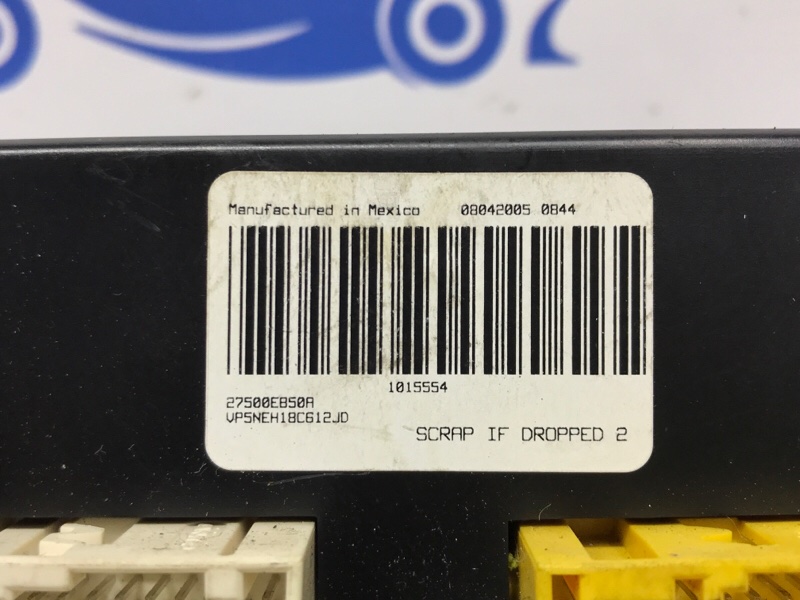 Manufactured in Mexico 08042005 0844
1015554
27500EB50A
VP5NEH18C612JD
SCRAP IF DROPPED 2